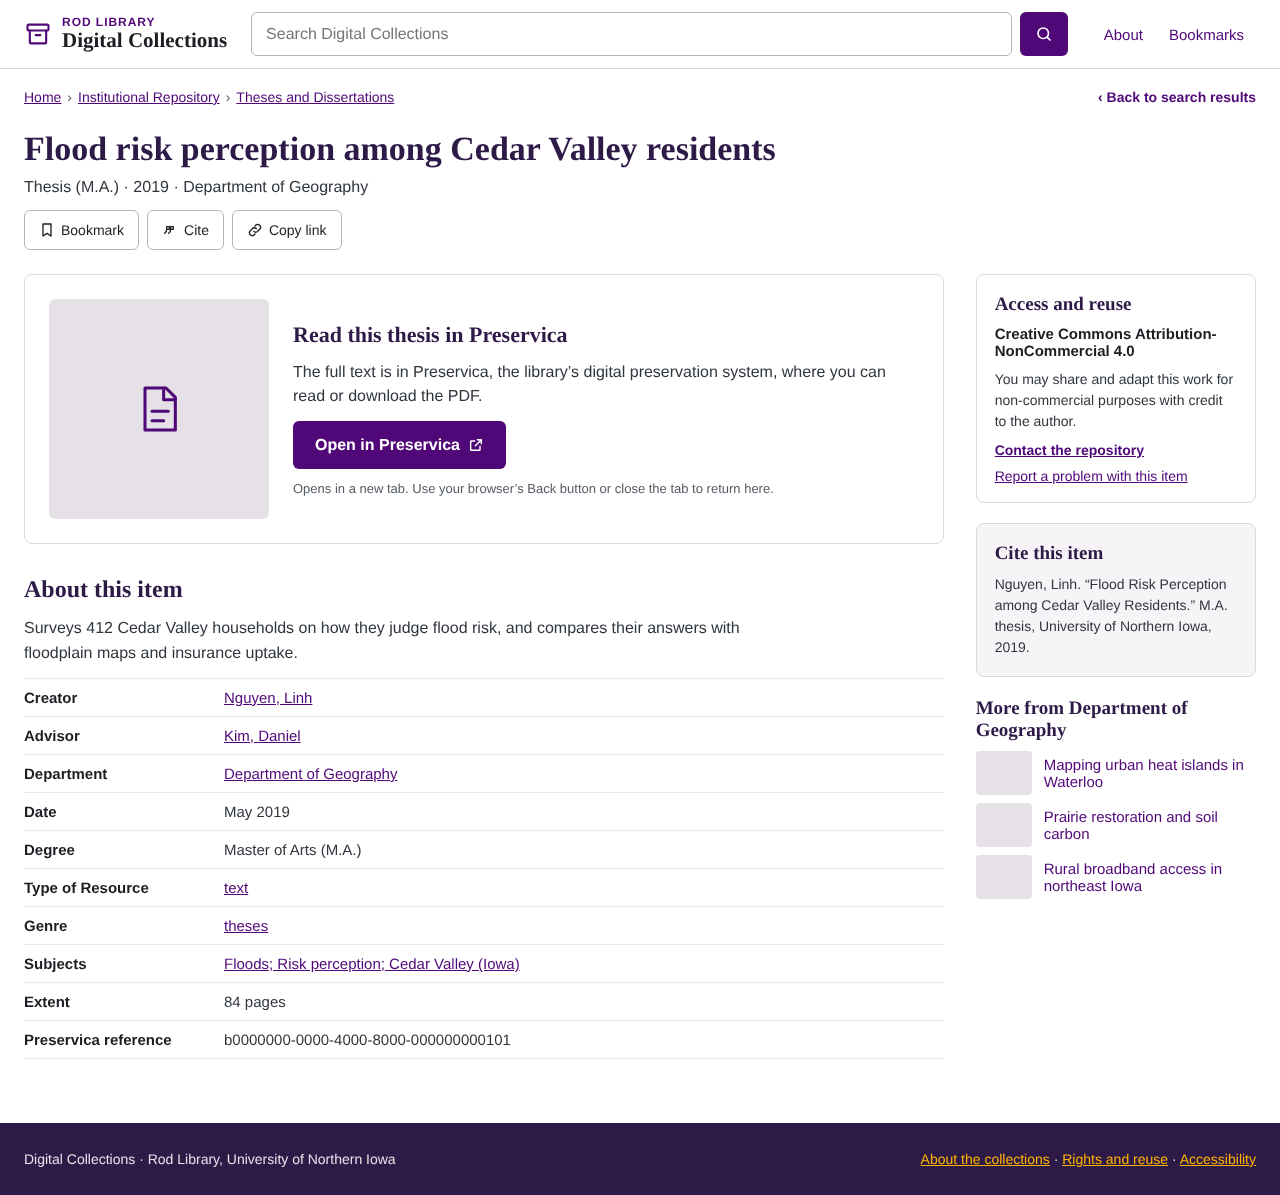 ROD LIBRARY
Digital Collections
Search Digital Collections
About
Bookmarks
Home › Institutional Repository › Theses and Dissertations
‹ Back to search results
Flood risk perception among Cedar Valley residents
Thesis (M.A.) · 2019 · Department of Geography
Bookmark
Cite
Copy link
Read this thesis in Preservica
The full text is in Preservica, the library’s digital preservation system, where you can
read or download the PDF.
Open in Preservica
Opens in a new tab. Use your browser’s Back button or close the tab to return here.
About this item
Surveys 412 Cedar Valley households on how they judge flood risk, and compares their answers with
floodplain maps and insurance uptake.
Creator Nguyen, Linh
Advisor Kim, Daniel
Department Department of Geography
Date May 2019
Degree Master of Arts (M.A.)
Type of Resource text
Genre theses
Subjects Floods; Risk perception; Cedar Valley (Iowa)
Extent 84 pages
Preservica reference b0000000-0000-4000-8000-000000000101
Access and reuse
Creative Commons Attribution-
NonCommercial 4.0
You may share and adapt this work for
non-commercial purposes with credit
to the author.
Contact the repository
Report a problem with this item
Cite this item
Nguyen, Linh. “Flood Risk Perception
among Cedar Valley Residents.” M.A.
thesis, University of Northern Iowa,
2019.
More from Department of
Geography
Mapping urban heat islands in
Waterloo
Prairie restoration and soil
carbon
Rural broadband access in
northeast Iowa
Digital Collections · Rod Library, University of Northern Iowa
About the collections · Rights and reuse · Accessibility